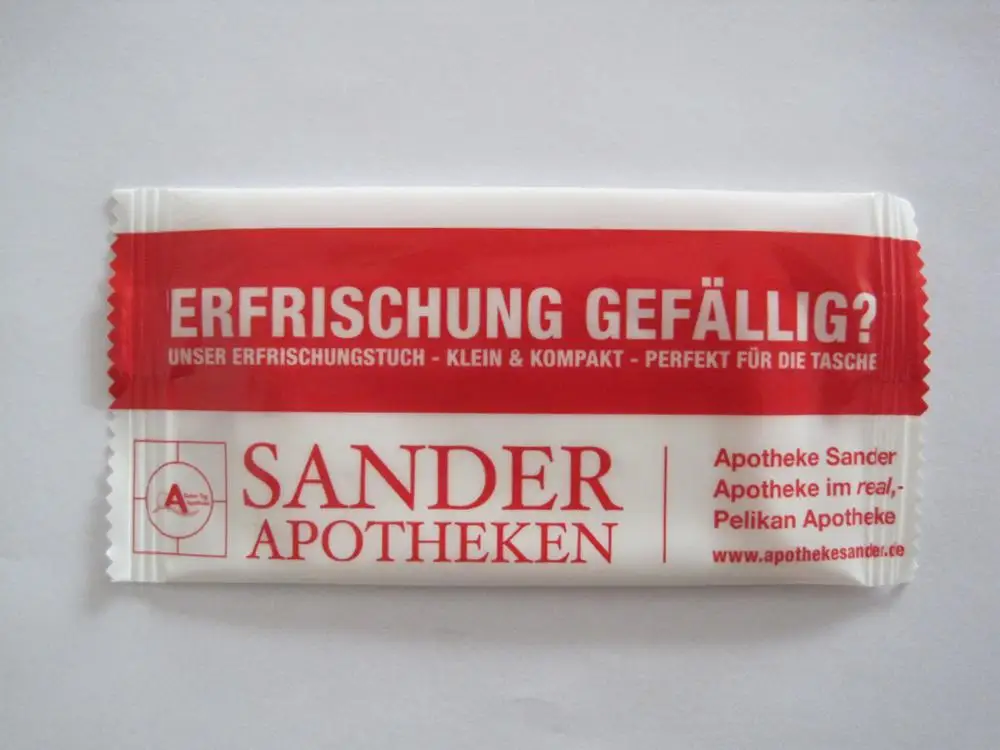 ERFRISCHUNG GEFÄLLIG?
UNSER ERFRISCHUNGSTUCH - KLEIN & KOMPAKT - PERFEKT FÜR DIE TASCHE
A
SANDER
APOTHEKEN
Apotheke Sander
Apotheke im real,-
Pelikan Apotheke
www.apothekesander.de